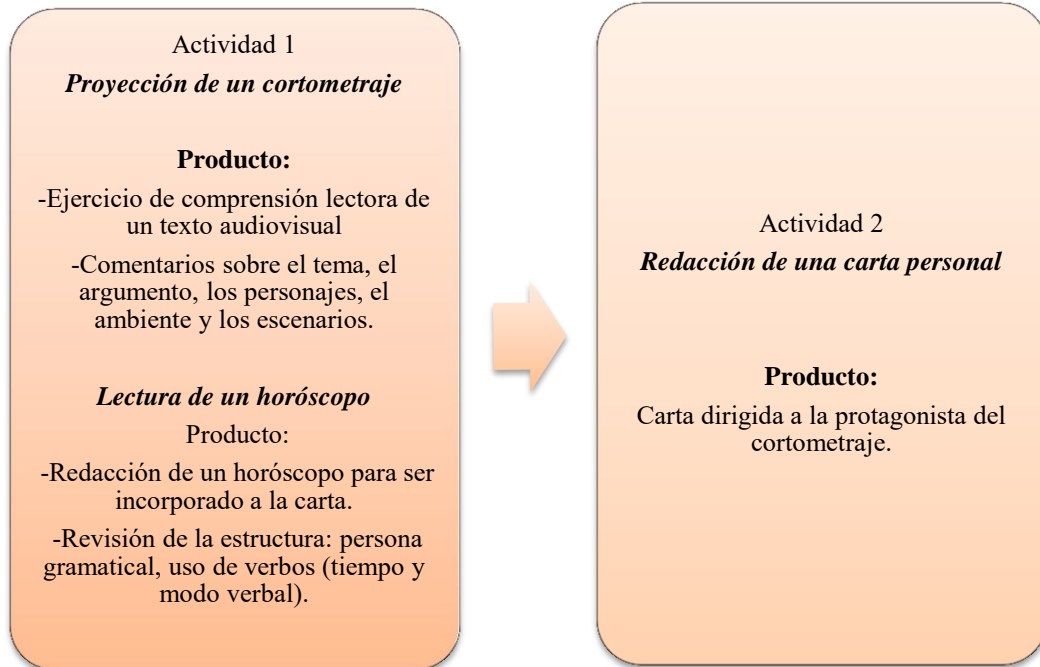 Actividad 1
Proyección de un cortometraje
Producto:
-Ejercicio de comprensión lectora de
un texto audiovisual
-Comentarios sobre el tema, el
argumento, los personajes, el
ambiente y los escenarios.
Lectura de un horóscopo
Producto:
-Redacción de un horóscopo para ser
incorporado a la carta.
-Revisión de la estructura: persona
gramatical, uso de verbos (tiempo y
modo verbal).
Actividad 2
Redacción de una carta personal
Producto:
Carta dirigida a la protagonista del
cortometraje.